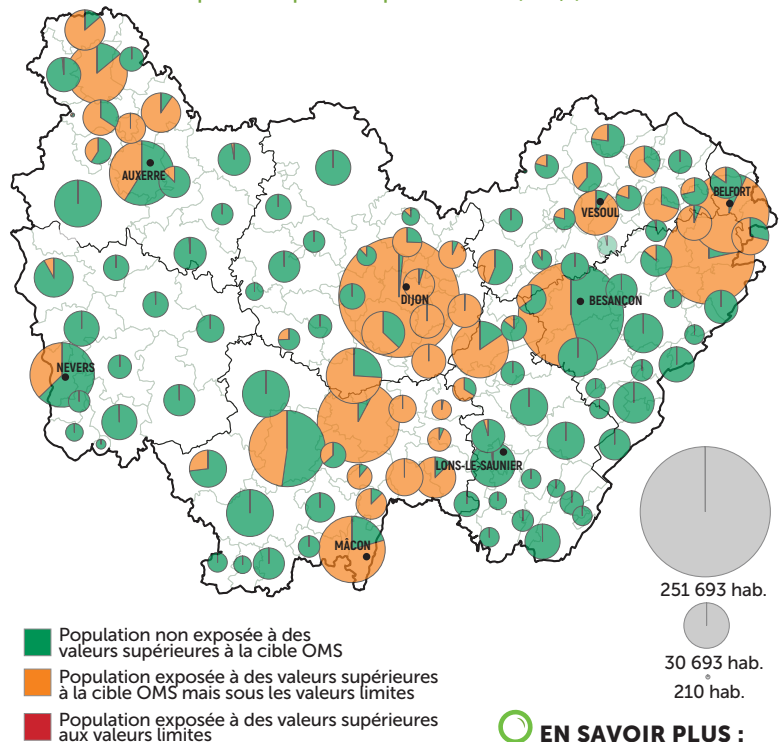 AUXERRE
BELFORT
VESOUL
DIJON
BESANÇON
NEVERS
LONS-LE-SAUNIER
MÂCON
251 693 hab.
30 693 hab.
210 hab.
Population non exposée à des
valeurs supérieures à la cible OMS
Population exposée à des valeurs supérieures
à la cible OMS mais sous les valeurs limites
Population exposée à des valeurs supérieures
aux valeurs limites
EN SAVOIR PLUS :